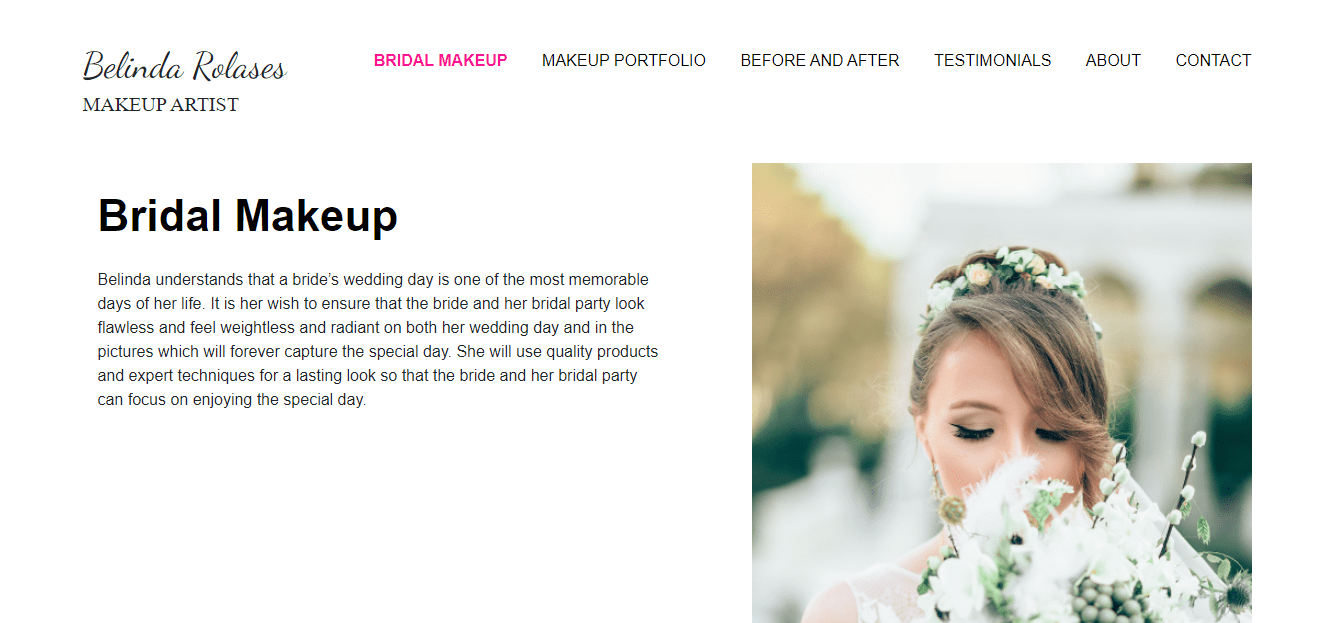 Belinda Rolases
MAKEUP ARTIST
BRIDAL MAKEUP MAKEUP PORTFOLIO BEFORE AND AFTER TESTIMONIALS ABOUT CONTACT
Bridal Makeup
Belinda understands that a bride’s wedding day is one of the most memorable
days of her life. It is her wish to ensure that the bride and her bridal party look
flawless and feel weightless and radiant on both her wedding day and in the
pictures which will forever capture the special day. She will use quality products
and expert techniques for a lasting look so that the bride and her bridal party
can focus on enjoying the special day.